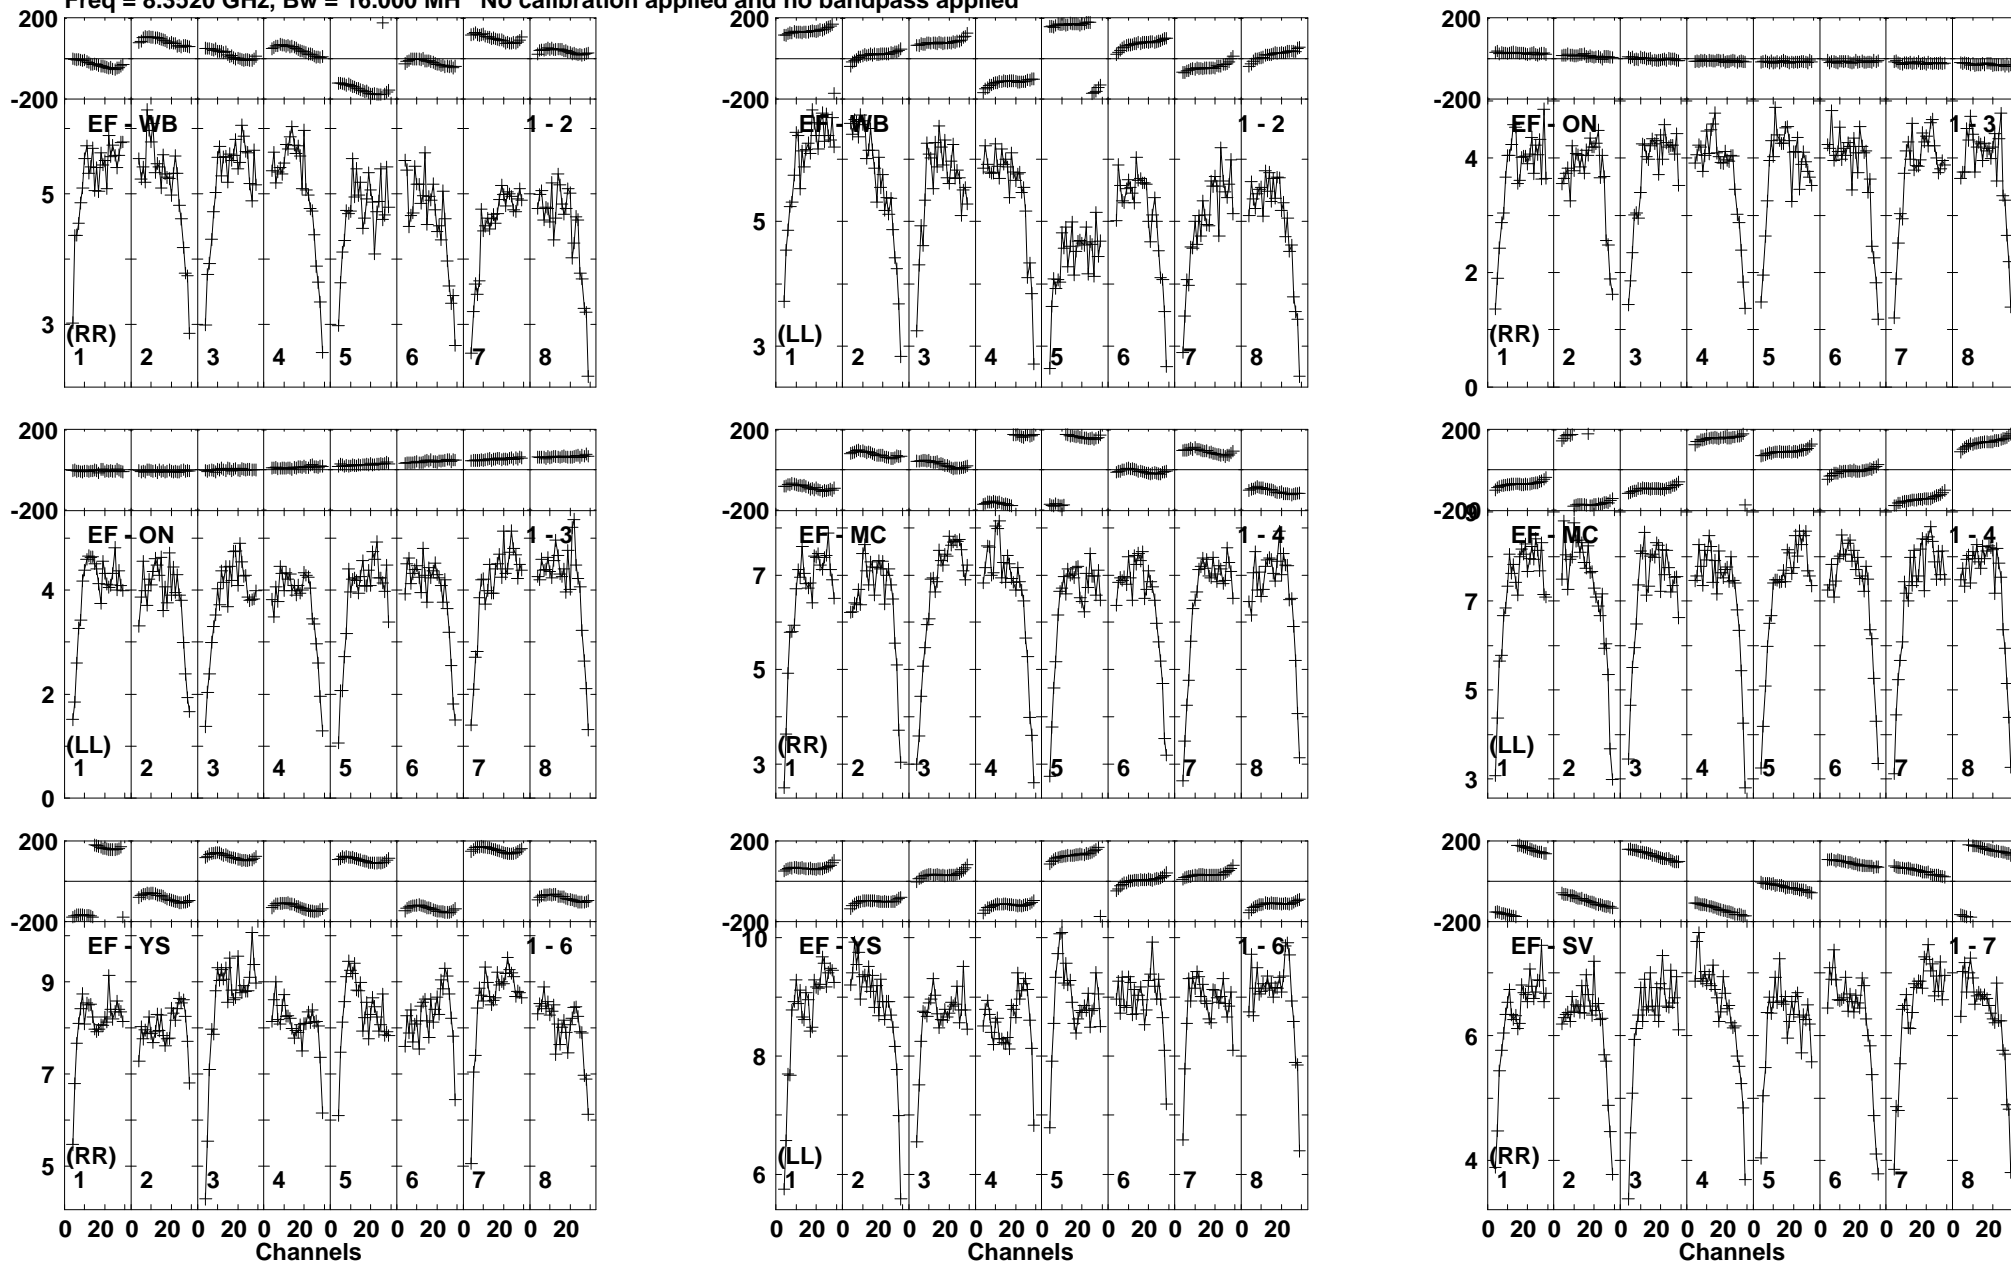 Freq = 8.3520 GHz, Bw = 16.000 MH No calibration applied and no bandpass applied
200 200 200
-200 -200 -200
EF - WB 1 - 2 EF - WB 1 - 2 EF - ON 1 - 3
5 5 4
3 3 2
(RR) (LL) (RR)
1 2 3 4 5 6 7 8 1 2 3 4 5 6 7 8 1 2 3 4 5 6 7 8
0
200 200 200
-200 -200 -200
9
EF - ON 1 - 3 EF - MC 1 - 4 EF - MC 1 - 4
4 7 7
2 5 5
(LL) (RR) (LL)
1 2 3 4 5 6 7 8 1 2 3 4 5 6 7 8 1 2 3 4 5 6 7 8
0 3 3
200 200 200
-200 -200 -200
10
EF - YS 1 - 6 EF - YS 1 - 6 EF - SV 1 - 7
9 8 6
7
5 6 4
(RR) (LL) (RR)
1 2 3 4 5 6 7 8 1 2 3 4 5 6 7 8 1 2 3 4 5 6 7 8
0 20 0 20 0 20 0 20 0 20 0 20 0 20 0 20 0 20 0 20 0 20 0 20 0 20 0 20 0 20 0 20 0 20 0 20 0 20 0 20 0 20 0 20 0 20 0 20
Channels Channels Channels